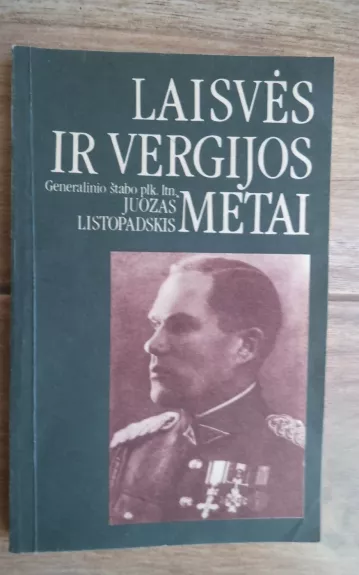 LAISVĖS
IR VERGIJOS
Generalinio štabo plk. ltn.
JUOZAS
LISTOPADSKIS
METAI